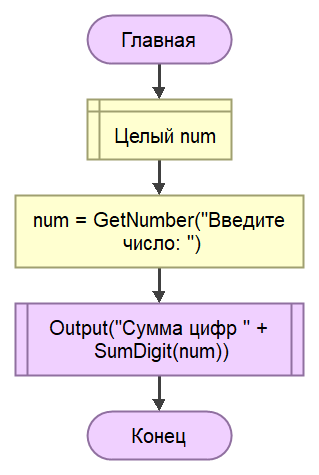 Главная
Целый num
num = GetNumber("Введите
число: ")
Output("Сумма цифр " +
SumDigit(num))
Конец